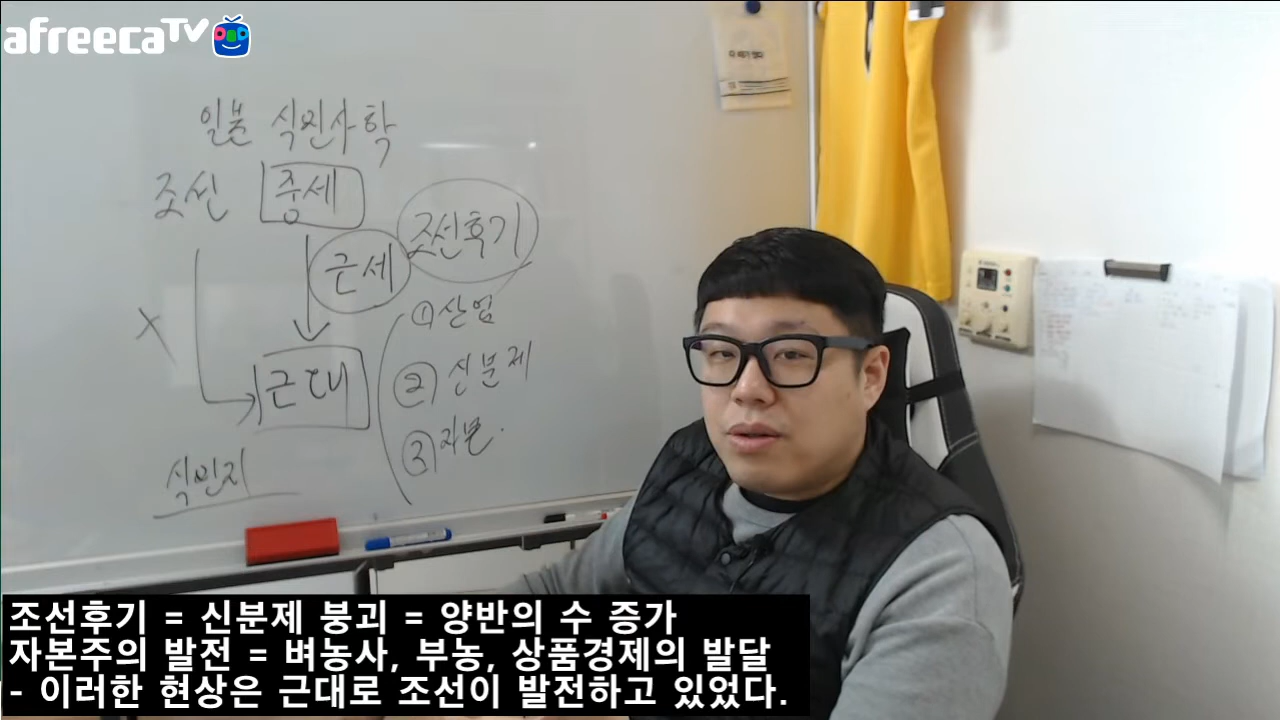 afreecaTV
일본 식민사학
조선 중세
조선후기
근세
① 산업
X
근대
② 신분제
③ 자본.
식민지
조선후기 = 신분제 붕괴 = 양반의 수 증가
자본주의 발전 = 벼농사, 부농, 상품경제의 발달
- 이러한 현상은 근대로 조선이 발전하고 있었다.